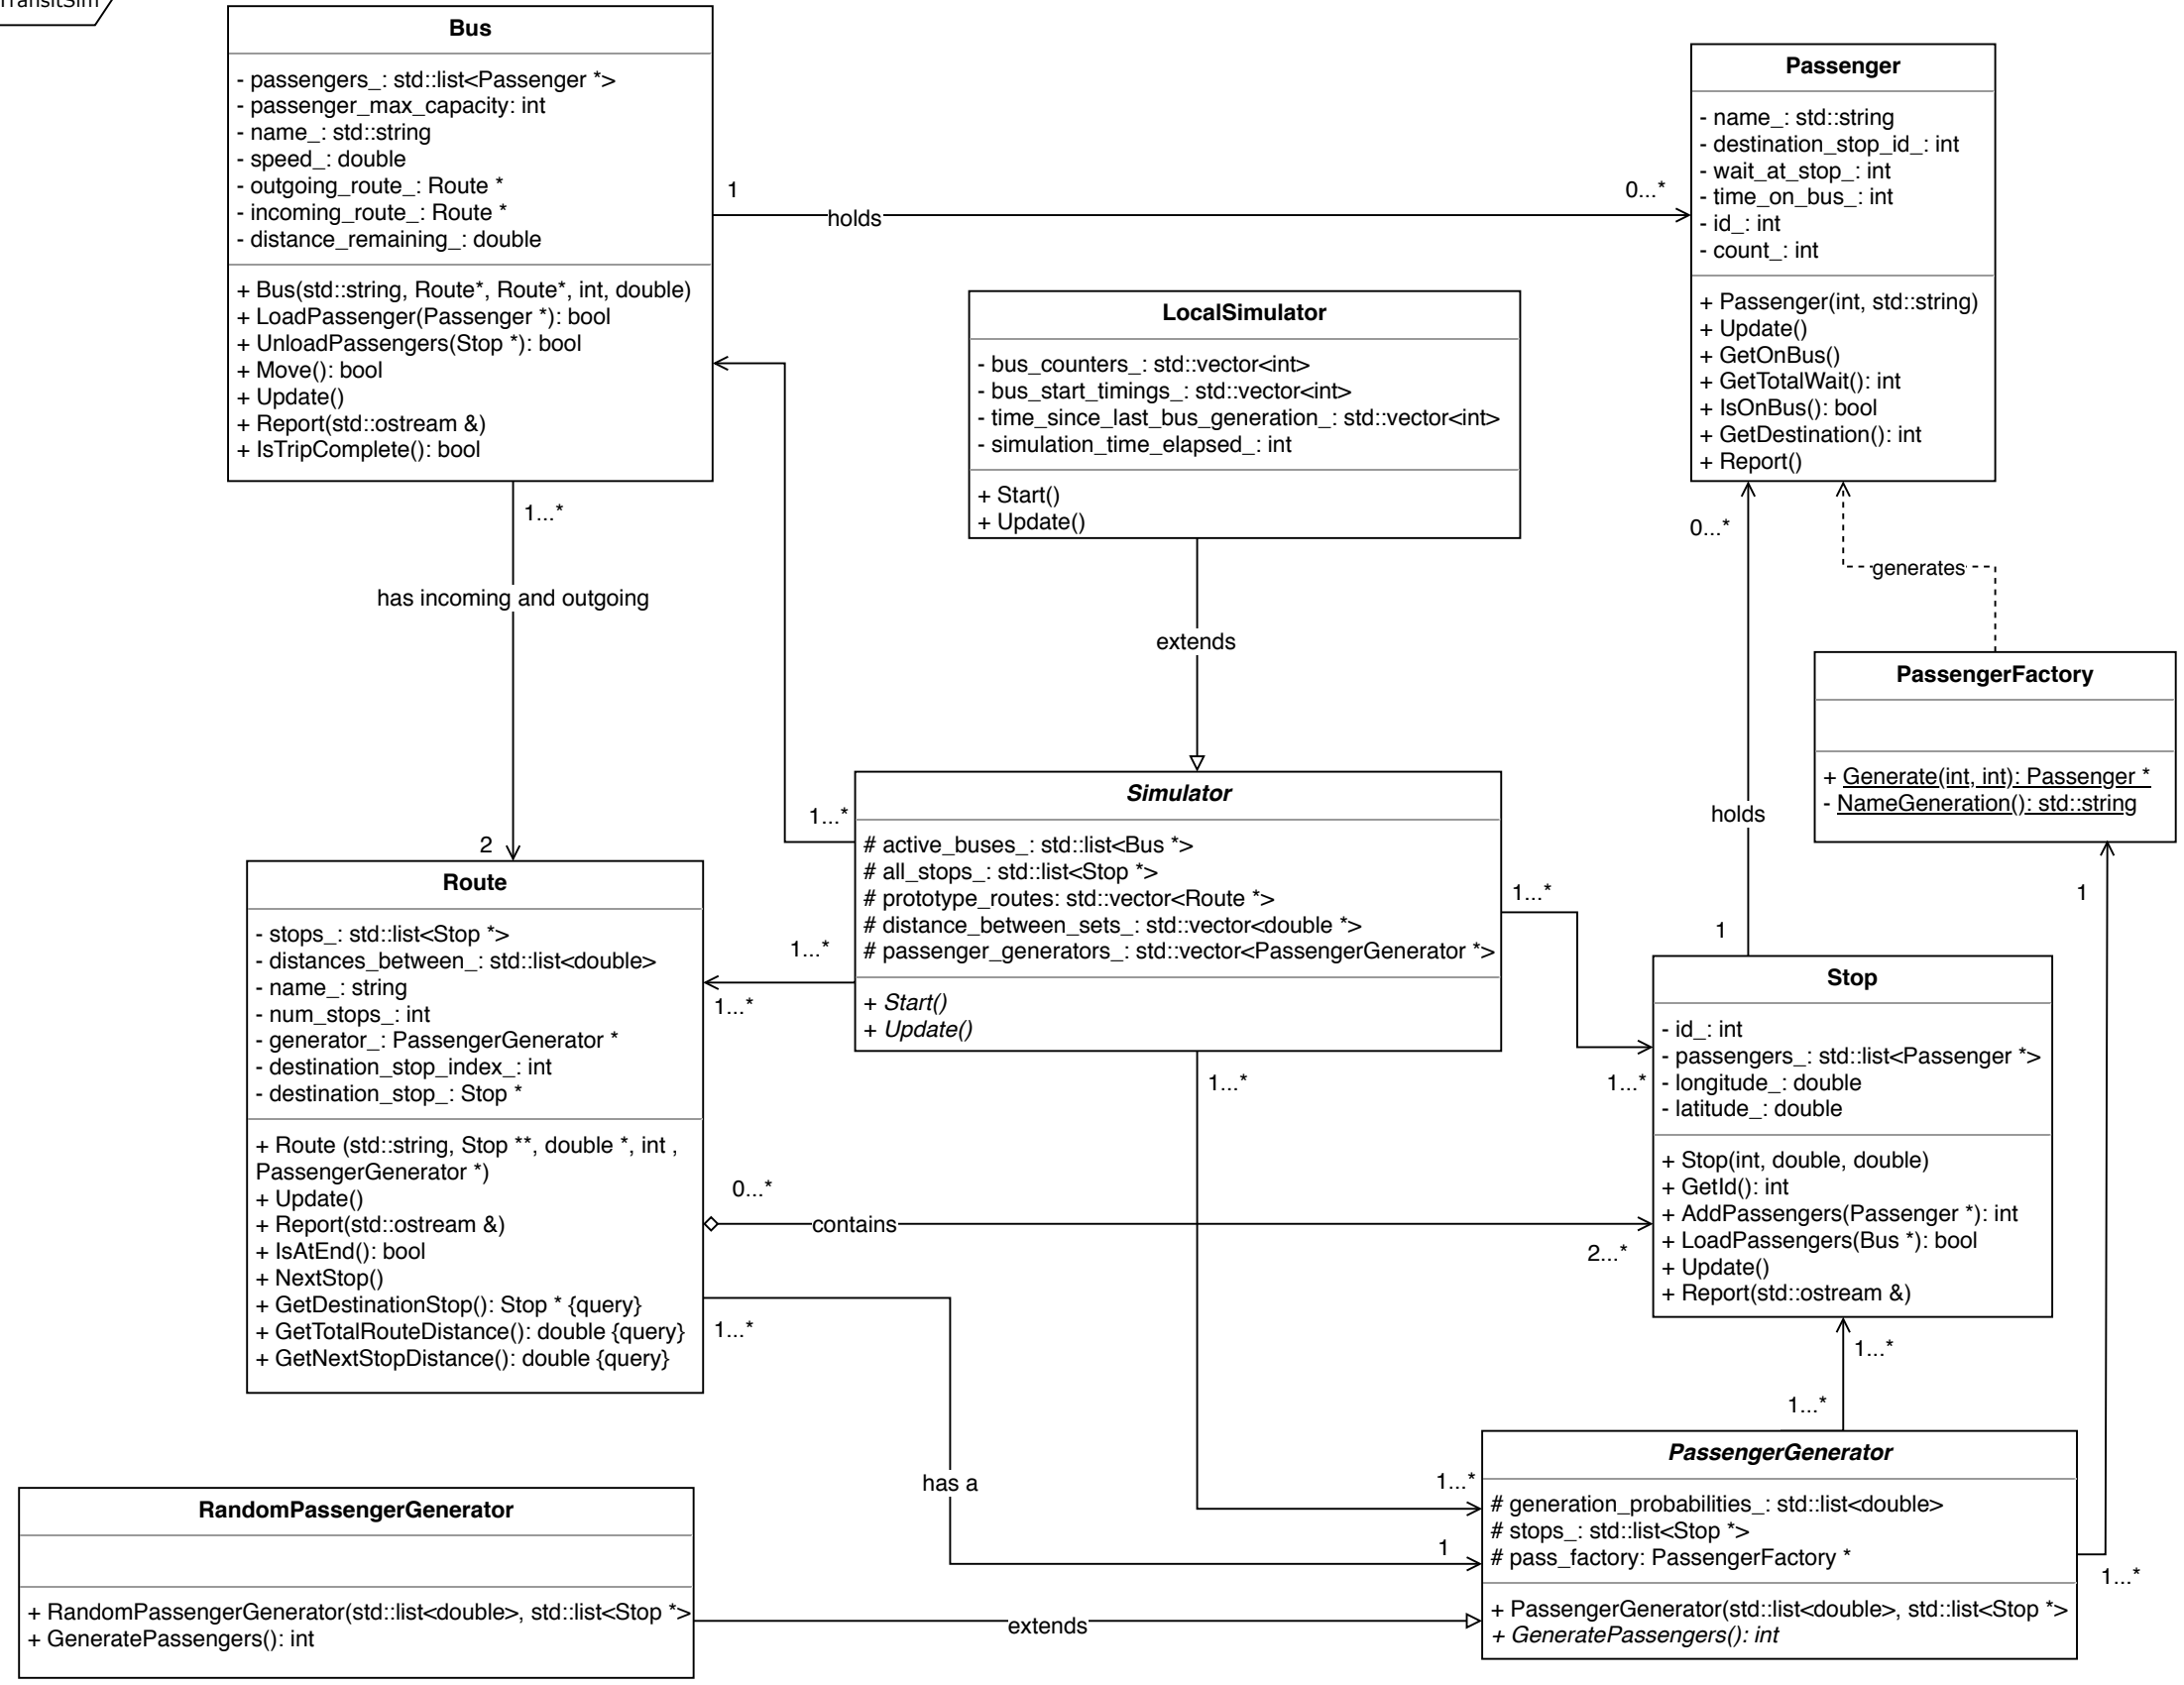 TransitSim
Bus
- passengers_: std::list<Passenger *>
- passenger_max_capacity: int
- name_: std::string
- speed_: double
- outgoing_route_: Route *
- incoming_route_: Route *
- distance_remaining_: double
+ Bus(std::string, Route*, Route*, int, double)
+ LoadPassenger(Passenger *): bool
+ UnloadPassengers(Stop *): bool
+ Move(): bool
+ Update()
+ Report(std::ostream &)
+ IsTripComplete(): bool
1
holds
0...*
Passenger
- name_: std::string
- destination_stop_id_: int
- wait_at_stop_: int
- time_on_bus_: int
- id_: int
- count_: int
+ Passenger(int, std::string)
+ Update()
+ GetOnBus()
+ GetTotalWait(): int
+ IsOnBus(): bool
+ GetDestination(): int
+ Report()
LocalSimulator
- bus_counters_: std::vector<int>
- bus_start_timings_: std::vector<int>
- time_since_last_bus_generation_: std::vector<int>
- simulation_time_elapsed_: int
+ Start()
+ Update()
1...*
has incoming and outgoing
2
extends
0...*
generates
PassengerFactory
+ Generate(int, int): Passenger *
- NameGeneration(): std::string
holds
1
1
Simulator
# active_buses_: std::list<Bus *>
# all_stops_: std::list<Stop *>
# prototype_routes: std::vector<Route *>
# distance_between_sets_: std::vector<double *>
# passenger_generators_: std::vector<PassengerGenerator *>
+ Start()
+ Update()
1...*
1...*
1...*
1...*
1...*
1...*
Route
- stops_: std::list<Stop *>
- distances_between_: std::list<double>
- name_: string
- num_stops_: int
- generator_: PassengerGenerator *
- destination_stop_index_: int
- destination_stop_: Stop *
+ Route (std::string, Stop **, double *, int ,
PassengerGenerator *)
+ Update()
+ Report(std::ostream &)
+ IsAtEnd(): bool
+ NextStop()
+ GetDestinationStop(): Stop * {query}
+ GetTotalRouteDistance(): double {query}
+ GetNextStopDistance(): double {query}
0...*
contains
2...*
1...*
has a
1
Stop
- id_: int
- passengers_: std::list<Passenger *>
- longitude_: double
- latitude_: double
+ Stop(int, double, double)
+ GetId(): int
+ AddPassengers(Passenger *): int
+ LoadPassengers(Bus *): bool
+ Update()
+ Report(std::ostream &)
1...*
1...*
1...*
1...*
PassengerGenerator
# generation_probabilities_: std::list<double>
# stops_: std::list<Stop *>
# pass_factory: PassengerFactory *
+ PassengerGenerator(std::list<double>, std::list<Stop *>
+ GeneratePassengers(): int
RandomPassengerGenerator
+ RandomPassengerGenerator(std::list<double>, std::list<Stop *>
+ GeneratePassengers(): int
extends